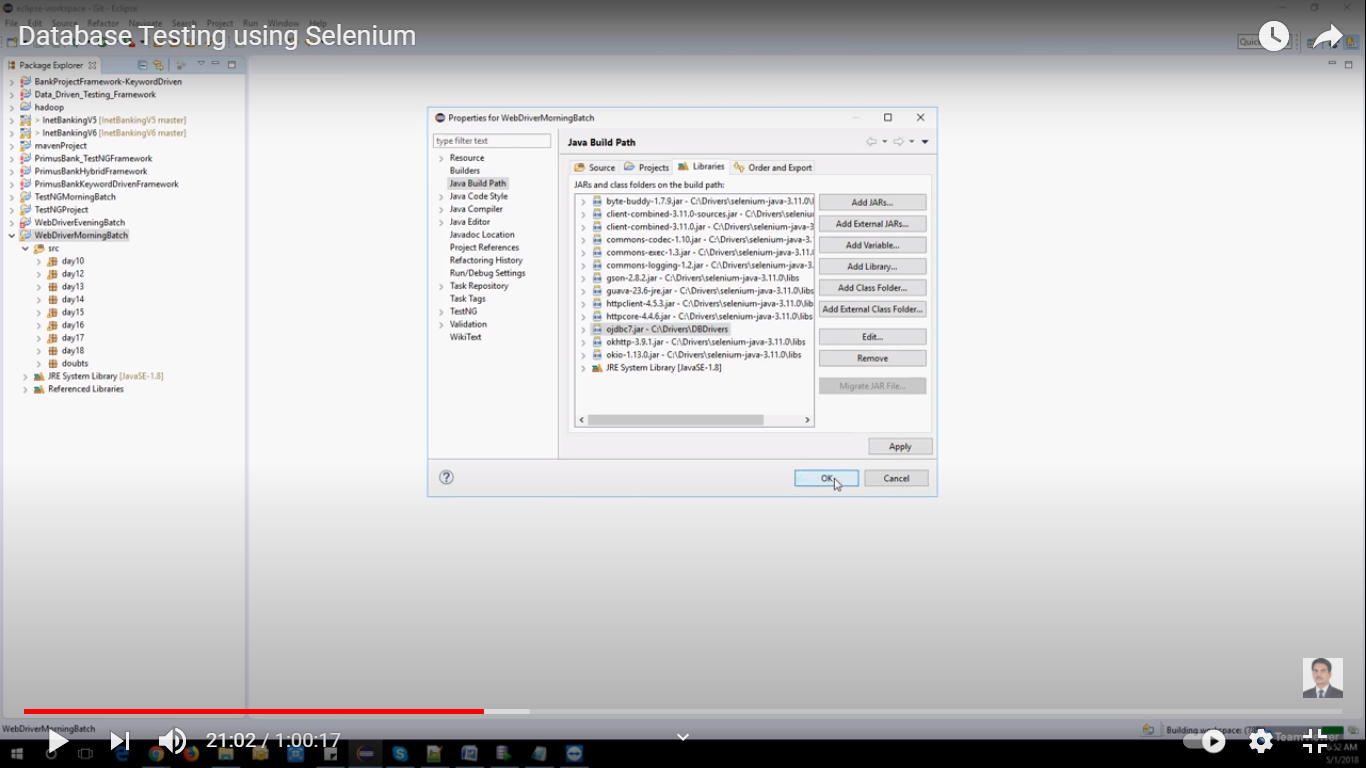 eclipse-workspace - Git - Eclipse
File Edit Source Refactor Navigate Search Project Run Window Help
Database Testing using Selenium
Quic
Package Explorer
BankProjectFramework-KeywordDriven
Data_Driven_Testing_Framework
hadoop
> InetBankingV5 [InetBankingV5 master]
> InetBankingV6 [InetBankingV6 master]
mavenProject
PrimusBank_TestNGFramework
PrimusBankHybridFramework
PrimusBankKeywordDrivenFramework
TestNGMorningBatch
TestNGProject
WebDriverEveningBatch
WebDriverMorningBatch
src
day10
day12
day13
day14
day15
day16
day17
day18
doubts
JRE System Library [JavaSE-1.8]
Referenced Libraries
Properties for WebDriverMorningBatch
type filter text
Resource
Builders
Java Build Path
Java Code Style
Java Compiler
Java Editor
Javadoc Location
Project References
Refactoring History
Run/Debug Settings
Task Repository
Task Tags
TestNG
Validation
WikiText
Java Build Path
Source Projects Libraries Order and Export
JARs and class folders on the build path:
byte-buddy-1.7.9.jar - C:\Drivers\selenium-java-3.11.0\l
client-combined-3.11.0-sources.jar - C:\Drivers\seleniu
client-combined-3.11.0.jar - C:\Drivers\selenium-java-3
commons-codec-1.10.jar - C:\Drivers\selenium-java-3.
commons-exec-1.3.jar - C:\Drivers\selenium-java-3.11.
commons-logging-1.2.jar - C:\Drivers\selenium-java-3.
gson-2.8.2.jar - C:\Drivers\selenium-java-3.11.0\libs
guava-23.6-jre.jar - C:\Drivers\selenium-java-3.11.0\libs
httpclient-4.5.3.jar - C:\Drivers\selenium-java-3.11.0\lib
httpcore-4.4.6.jar - C:\Drivers\selenium-java-3.11.0\libs
ojdbc7.jar - C:\Drivers\DBDrivers
okhttp-3.9.1.jar - C:\Drivers\selenium-java-3.11.0\libs
okio-1.13.0.jar - C:\Drivers\selenium-java-3.11.0\libs
JRE System Library [JavaSE-1.8]
Add JARs...
Add External JARs...
Add Variable...
Add Library...
Add Class Folder...
Add External Class Folder...
Edit...
Remove
Migrate JAR File...
Apply
OK Cancel
WebDriverMorningBatch
Building workspace:
21:02 / 1:00:17
TeamViewer
:52 AM
5/1/2018